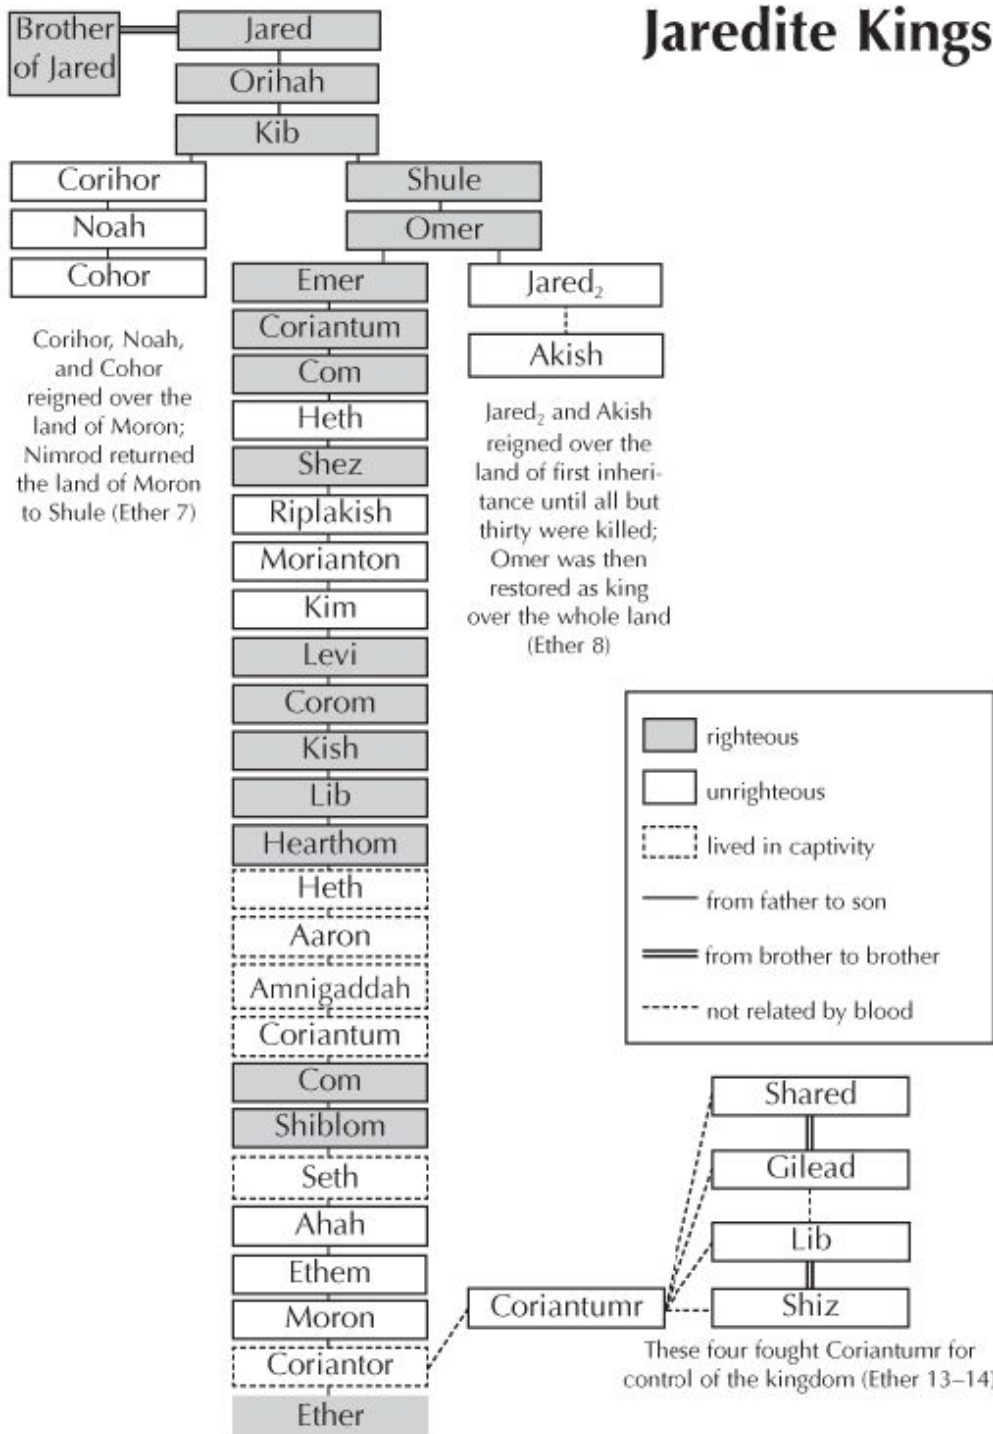 Jaredite Kings
Brother
of Jared
Jared
Orihah
Kib
Corihor
Noah
Cohor
Corihor, Noah,
and Cohor
reigned over the
land of Moron;
Nimrod returned
the land of Moron
to Shule (Ether 7)
Shule
Omer
Emer
Coriantum
Com
Heth
Shez
Riplakish
Morianton
Kim
Levi
Corom
Kish
Lib
Hearthom
Heth
Aaron
Amnigaddah
Coriantum
Com
Shiblom
Seth
Ahah
Ethem
Moron
Coriantor
Ether
Jared₂
Akish
Jared₂ and Akish
reigned over the
land of first inheri-
tance until all but
thirty were killed;
Omer was then
restored as king
over the whole land
(Ether 8)
righteous
unrighteous
lived in captivity
from father to son
from brother to brother
not related by blood
Coriantumr
Shared
Gilead
Lib
Shiz
These four fought Coriantumr for
control of the kingdom (Ether 13–14)